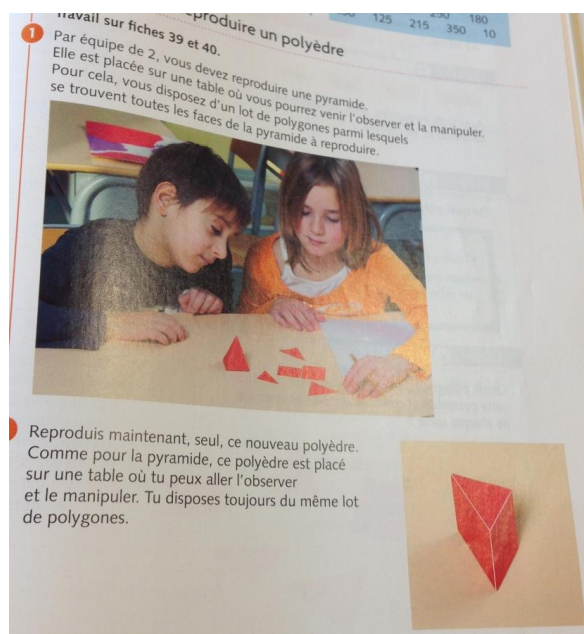 produire un polyèdre
125 215 350 10
180
Travail sur fiches 39 et 40.
1 Par équipe de 2, vous devez reproduire une pyramide.
Elle est placée sur une table où vous pourrez venir l'observer et la manipuler.
Pour cela, vous disposez d'un lot de polygones parmi lesquels
se trouvent toutes les faces de la pyramide à reproduire.
Reproduis maintenant, seul, ce nouveau polyèdre.
Comme pour la pyramide, ce polyèdre est placé
sur une table où tu peux aller l'observer
et le manipuler. Tu disposes toujours du même lot
de polygones.